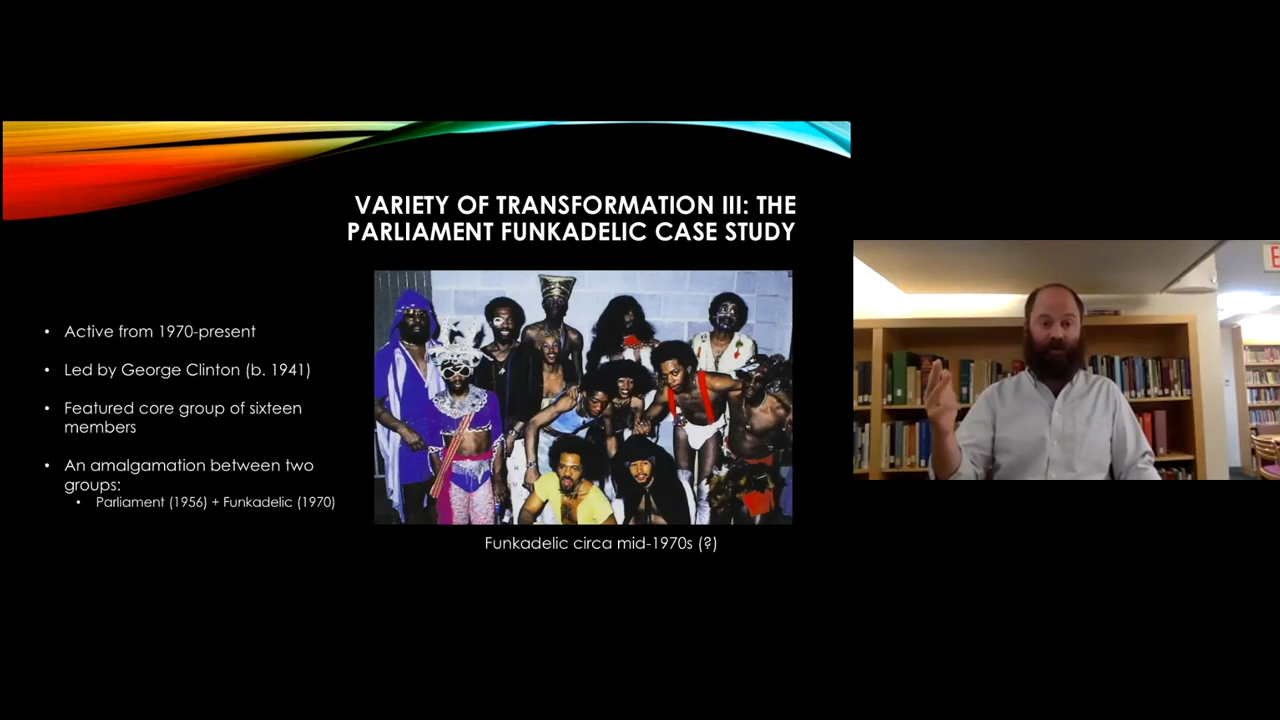 VARIETY OF TRANSFORMATION III: THE
PARLIAMENT FUNKADELIC CASE STUDY
• Active from 1970-present
• Led by George Clinton (b. 1941)
• Featured core group of sixteen
members
• An amalgamation between two
groups:
• Parliament (1956) + Funkadelic (1970)
Funkadelic circa mid-1970s (?)